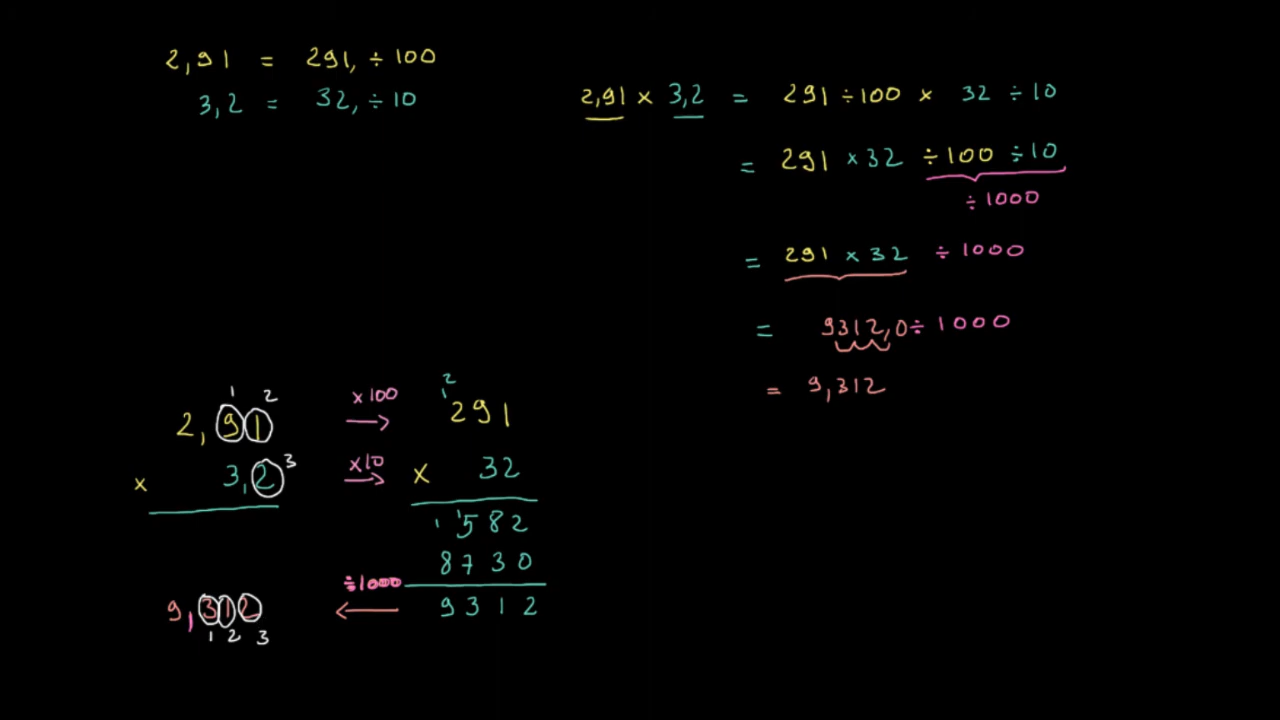 2,91 = 291, ÷ 100
3,2 = 32, ÷ 10
2,91 × 3,2 = 291 ÷ 100 × 32 ÷ 10
= 291 × 32 ÷ 100 ÷ 10
÷ 1000
= 291 × 32 ÷ 1000
= 9312,0 ÷ 1000
= 9,312
1 2
2,91
3
× 3,2
9,312
1 2 3
× 100
× 10
÷ 1000
2
1
291
× 32
1
1582
8730
9312